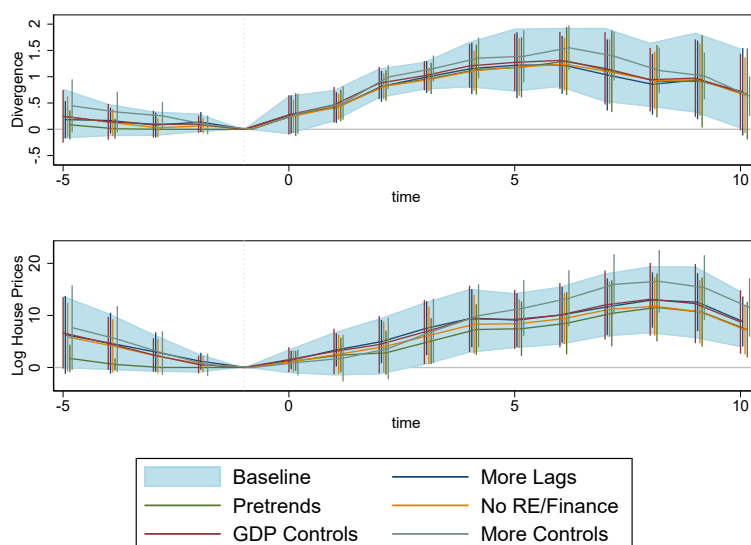 Divergence
2
1.5
1
.5
0
-.5
-5
0
5
10
time
Log House Prices
20
10
0
-5
0
5
10
time
Baseline
More Lags
Pretrends
No RE/Finance
GDP Controls
More Controls